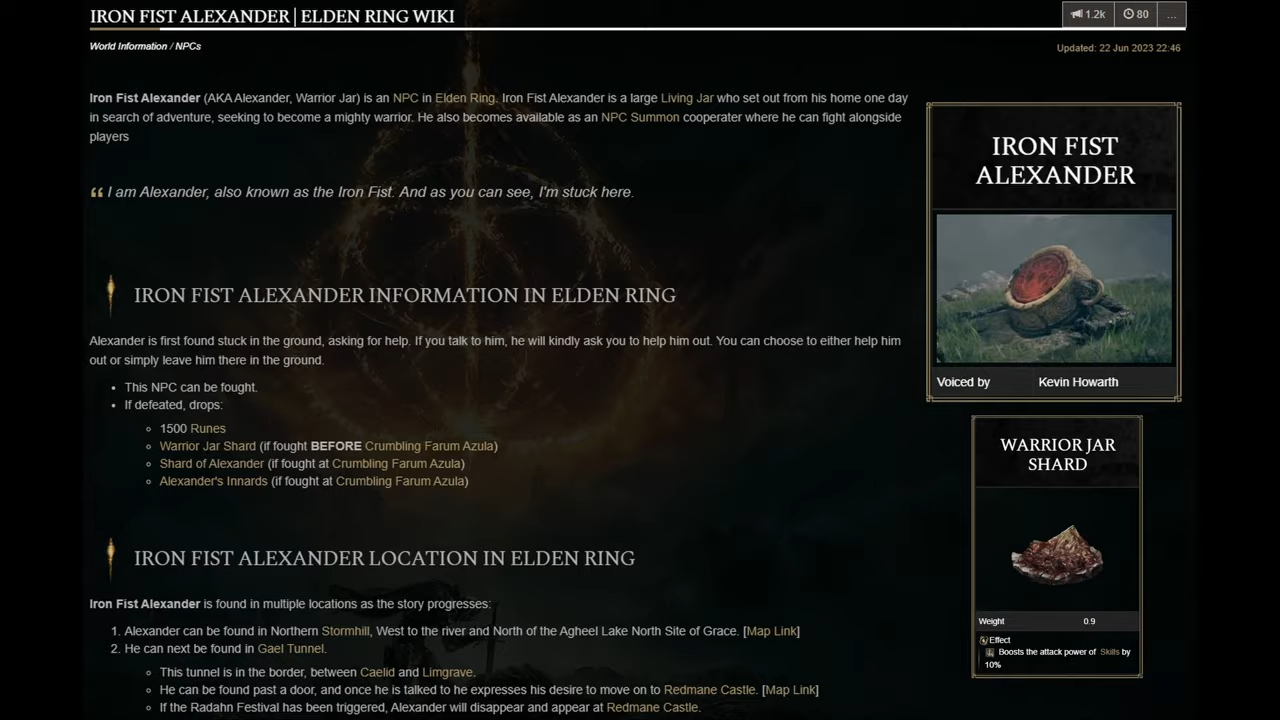 IRON FIST ALEXANDER | ELDEN RING WIKI
1.2k
80
...
World Information / NPCs
Updated: 22 Jun 2023 22:46
Iron Fist Alexander (AKA Alexander, Warrior Jar) is an NPC in Elden Ring. Iron Fist Alexander is a large Living Jar who set out from his home one day
in search of adventure, seeking to become a mighty warrior. He also becomes available as an NPC Summon cooperater where he can fight alongside
players
“ I am Alexander, also known as the Iron Fist. And as you can see, I'm stuck here.
IRON FIST ALEXANDER INFORMATION IN ELDEN RING
Alexander is first found stuck in the ground, asking for help. If you talk to him, he will kindly ask you to help him out. You can choose to either help him
out or simply leave him there in the ground.
• This NPC can be fought.
• If defeated, drops:
◦ 1500 Runes
◦ Warrior Jar Shard (if fought BEFORE Crumbling Farum Azula)
◦ Shard of Alexander (if fought at Crumbling Farum Azula)
◦ Alexander's Innards (if fought at Crumbling Farum Azula)
IRON FIST ALEXANDER LOCATION IN ELDEN RING
Iron Fist Alexander is found in multiple locations as the story progresses:
1. Alexander can be found in Northern Stormhill, West to the river and North of the Agheel Lake North Site of Grace. [Map Link]
2. He can next be found in Gael Tunnel.
◦ This tunnel is in the border, between Caelid and Limgrave.
◦ He can be found past a door, and once he is talked to he expresses his desire to move on to Redmane Castle. [Map Link]
◦ If the Radahn Festival has been triggered, Alexander will disappear and appear at Redmane Castle.
IRON FIST
ALEXANDER
Voiced by Kevin Howarth
WARRIOR JAR
SHARD
Weight 0.9
Effect
Boosts the attack power of Skills by
10%